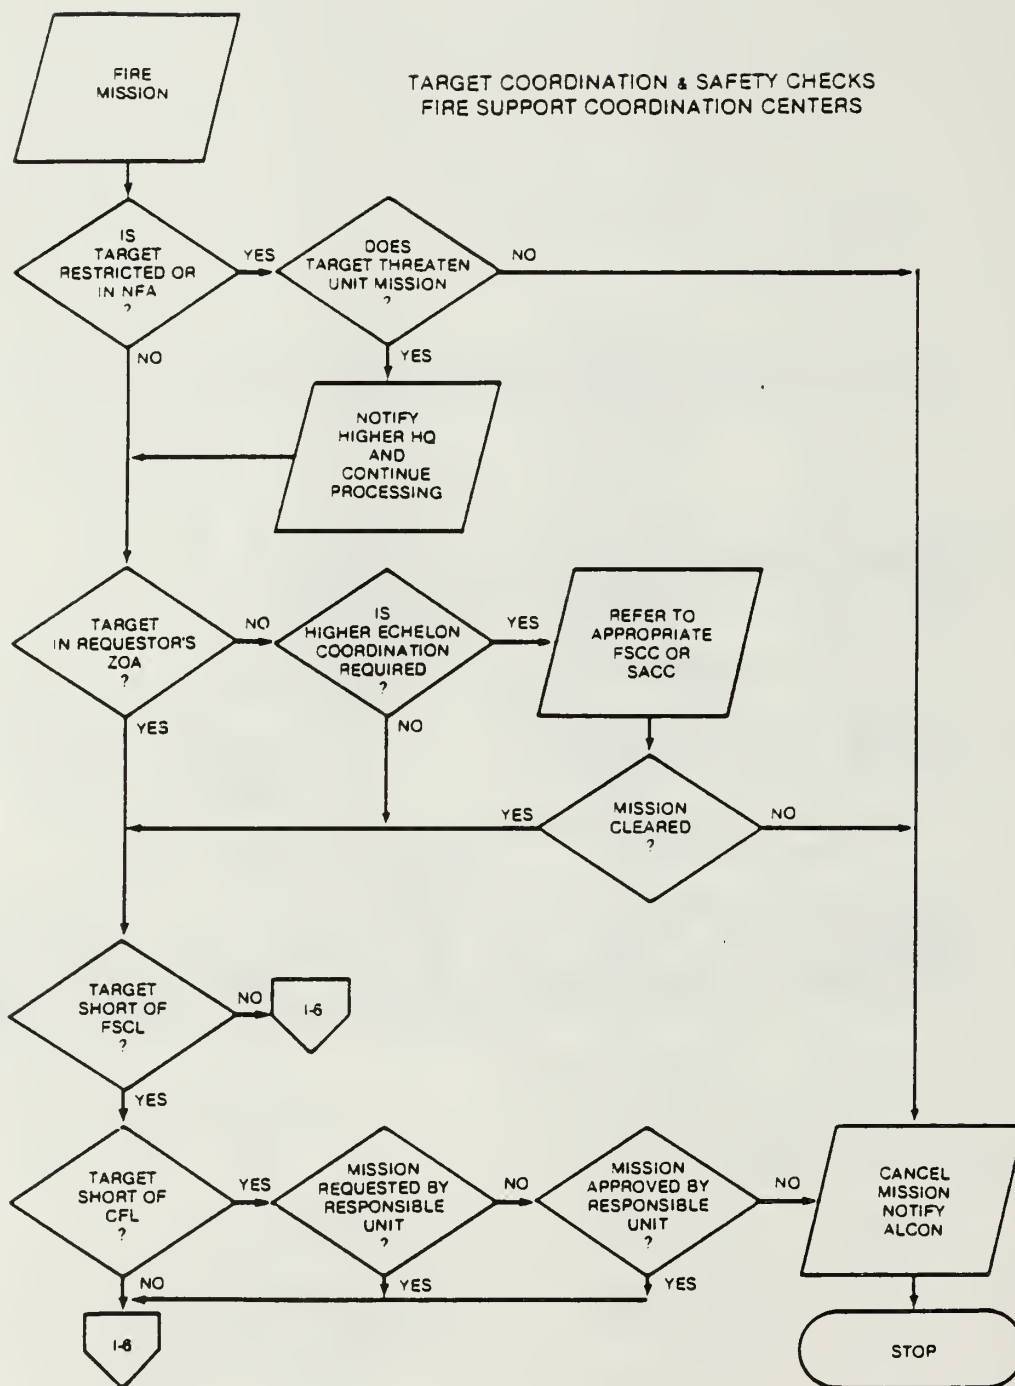 FIRE
MISSION
TARGET COORDINATION & SAFETY CHECKS
FIRE SUPPORT COORDINATION CENTERS
IS
TARGET
RESTRICTED OR
IN NFA
?
YES
DOES
TARGET THREATEN
UNIT MISSION
?
NO
NO
YES
NOTIFY
HIGHER HQ
AND
CONTINUE
PROCESSING
TARGET
IN REQUESTOR'S
ZOA
?
NO
IS
HIGHER ECHELON
COORDINATION
REQUIRED
?
YES
REFER TO
APPROPRIATE
FSCC OR
SACC
YES
NO
YES
MISSION
CLEARED
?
NO
TARGET
SHORT OF
FSCL
?
NO
I-6
YES
TARGET
SHORT OF
CFL
?
YES
MISSION
REQUESTED BY
RESPONSIBLE
UNIT
?
NO
MISSION
APPROVED BY
RESPONSIBLE
UNIT
?
NO
CANCEL
MISSION
NOTIFY
ALCON
NO
YES
YES
I-6
STOP